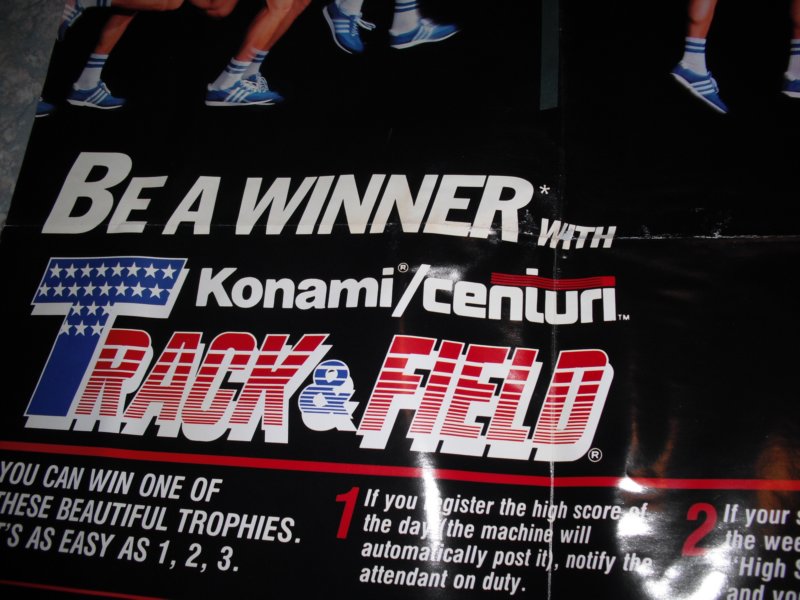 BE A WINNER* WITH
Konami®/centuri™
TRACK & FIELD®
YOU CAN WIN ONE OF
THESE BEAUTIFUL TROPHIES.
T'S AS EASY AS 1, 2, 3.
1 If you register the high score of
the day (the machine will
automatically post it), notify the
attendant on duty.
2 If your
the wee
"High S
and yo